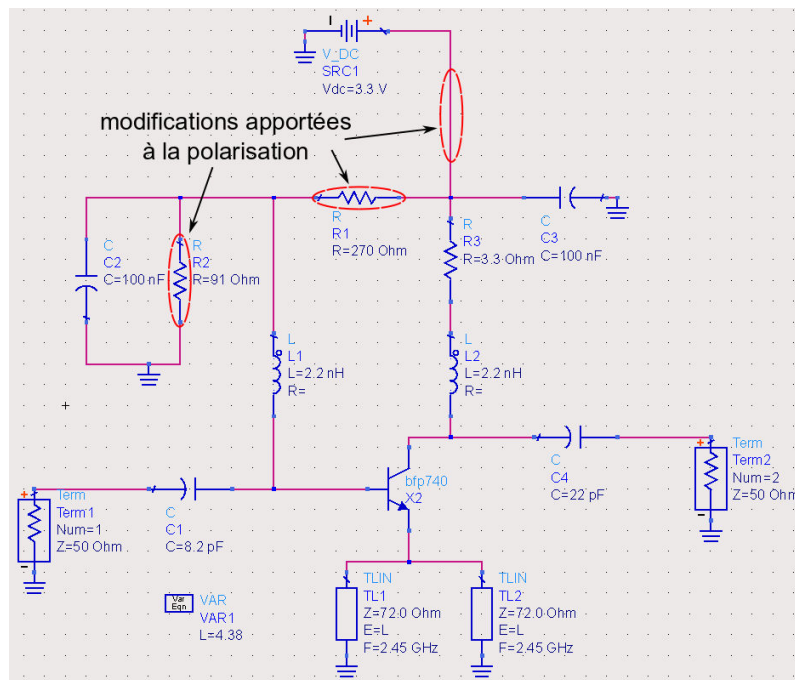 V_DC
SRC1
Vdc=3.3 V
modifications apportées
à la polarisation
R
R1
R=270 Ohm
C
C3
C=100 nF
R
R3
R=3.3 Ohm
C
C2
C=100 nF
R
R2
R=91 Ohm
L
L1
L=2.2 nH
R=
L
L2
L=2.2 nH
R=
bfp740
X2
C
C4
C=22 pF
Term
Term2
Num=2
Z=50 Ohm
Term
Term1
Num=1
Z=50 Ohm
C
C1
C=8.2 pF
Var
Eqn
VAR
VAR1
L=4.38
TLIN
TL1
Z=72.0 Ohm
E=L
F=2.45 GHz
TLIN
TL2
Z=72.0 Ohm
E=L
F=2.45 GHz